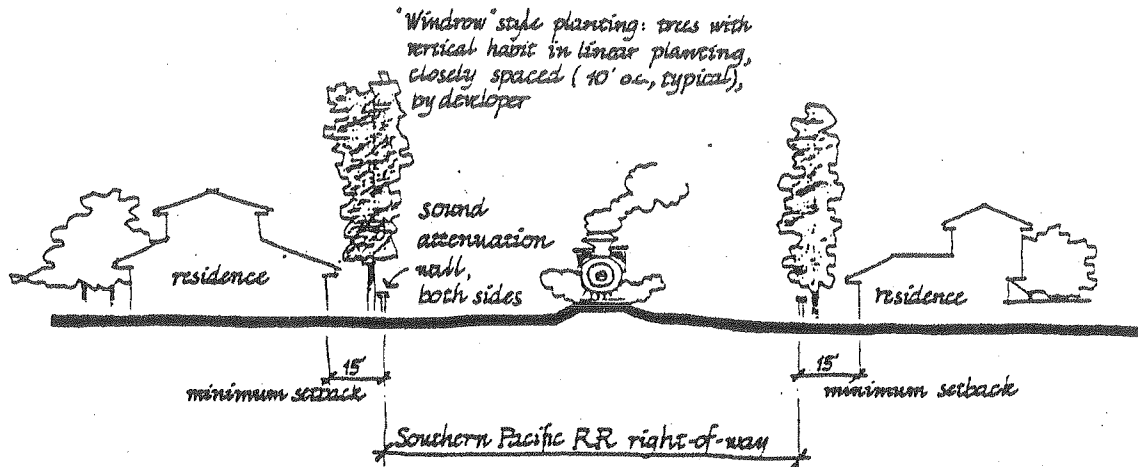 "Windrow" style planting: trees with
vertical habit in linear planting,
closely spaced (10' o.c., typical),
by developer
sound
attenuation
wall,
both sides
residence
residence
15'
minimum setback
15'
minimum setback
Southern Pacific RR right-of-way